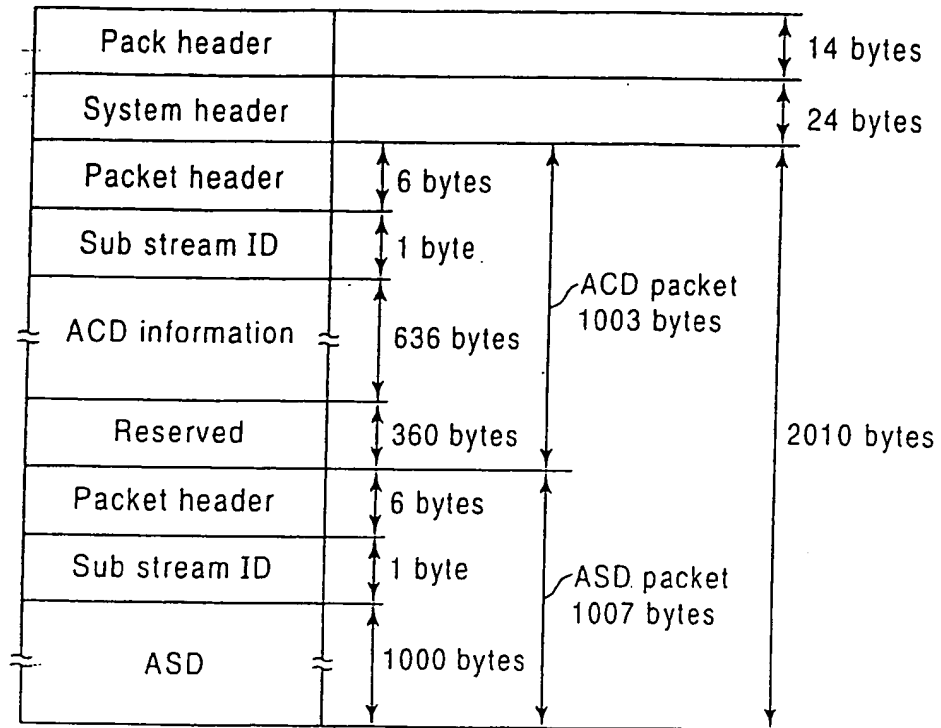 Pack header
14 bytes
System header
24 bytes
Packet header
6 bytes
Sub stream ID
1 byte
ACD packet
1003 bytes
ACD information
636 bytes
Reserved
360 bytes
2010 bytes
Packet header
6 bytes
Sub stream ID
1 byte
ASD packet
1007 bytes
ASD
1000 bytes